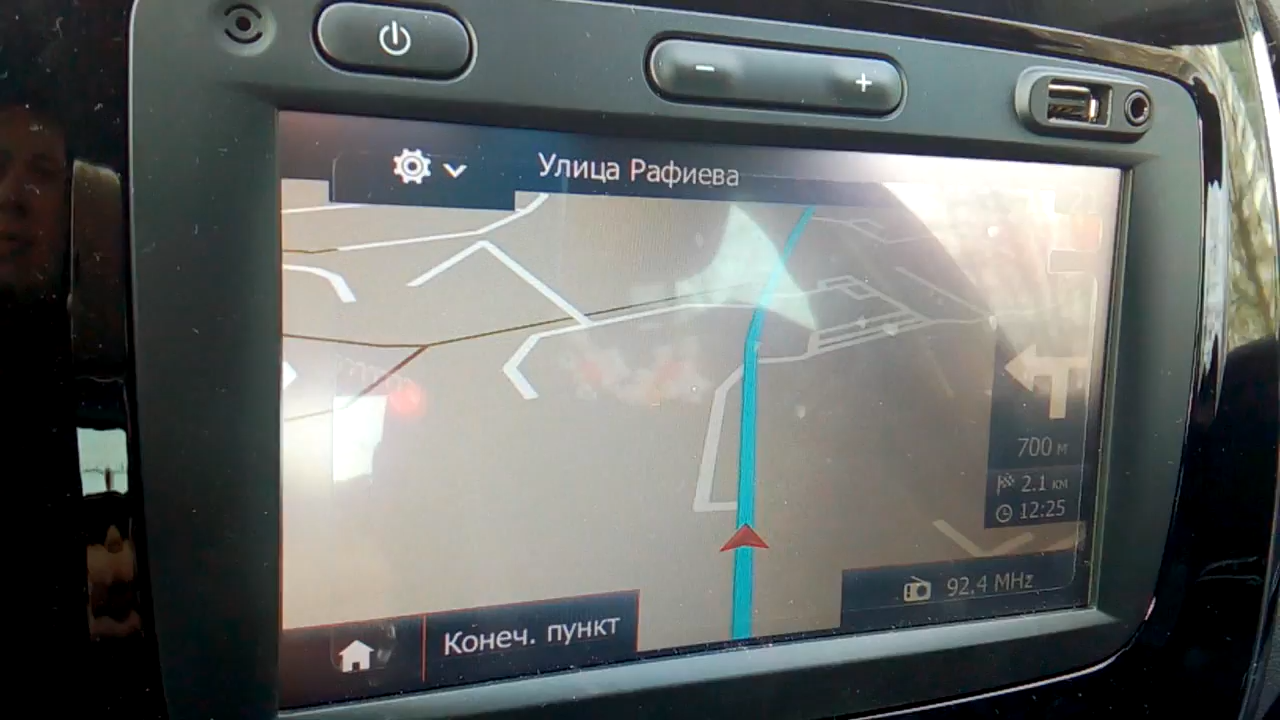 Улица Рафиева
700 м
2.1 км
12:25
92.4 MHz
Конеч. пункт